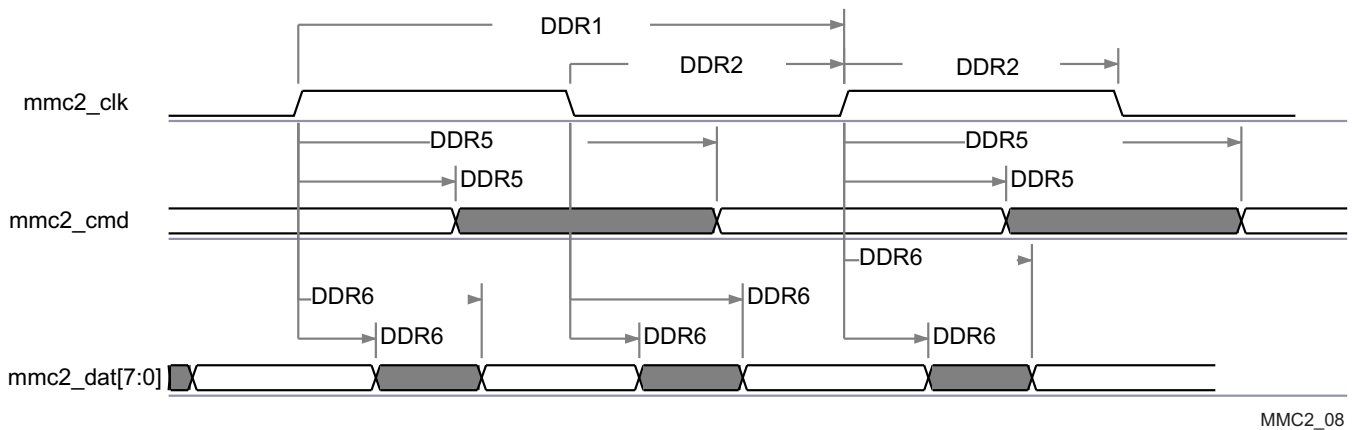 DDR1
DDR2 DDR2
mmc2_clk
DDR5 DDR5
DDR5 DDR5
mmc2_cmd
DDR6
DDR6 DDR6
DDR6 DDR6 DDR6
mmc2_dat[7:0]
MMC2_08